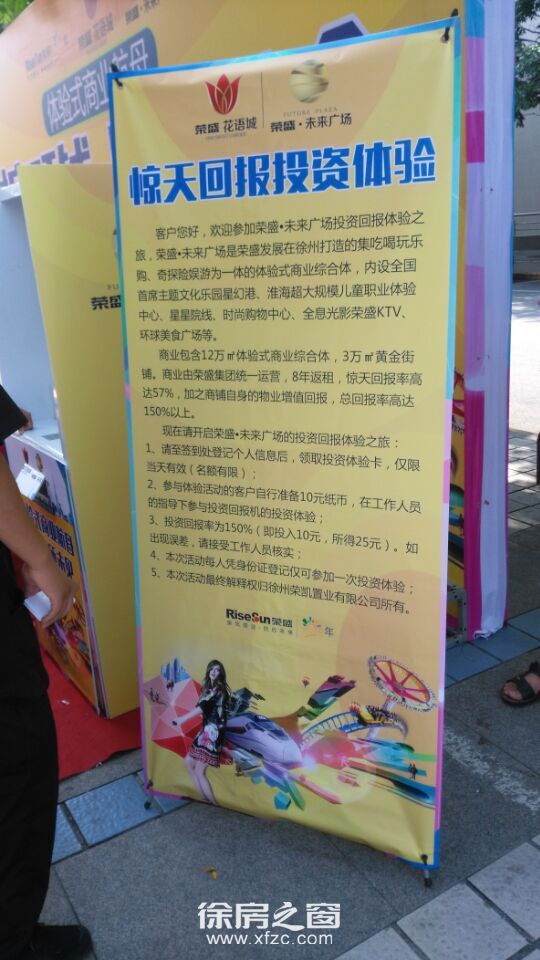 RiseSun
荣盛 花语城
体验式商业航母
荣盛
荣盛 花语城
荣盛·未来广场
FUTURE PLAZA
惊天回报投资体验
客户您好，欢迎参加荣盛•未来广场投资回报体验之
旅，荣盛•未来广场是荣盛发展在徐州打造的集吃喝玩乐
购、奇探险娱游为一体的体验式商业综合体，内设全国
首席主题文化乐园星幻港、淮海超大规模儿童职业体验
中心、星星院线、时尚购物中心、全息光影荣盛KTV、
环球美食广场等。
商业包含12万㎡体验式商业综合体，3万㎡黄金街
铺。商业由荣盛集团统一运营，8年返租，惊天回报率高
达57%，加之商铺自身的物业增值回报，总回报率高达
150%以上。
现在请开启荣盛•未来广场的投资回报体验之旅：
1、请至签到处登记个人信息后，领取投资体验卡，仅限
当天有效（名额有限）；
2、参与体验活动的客户自行准备10元纸币，在工作人员
的指导下参与投资回报机的投资体验；
3、投资回报率为150%（即投入10元，所得25元）。如
出现误差，请接受工作人员核实；
4、本次活动每人凭身份证登记仅可参加一次投资体验；
5、本次活动最终解释权归徐州荣凯置业有限公司所有。
RiseSun荣盛
年
徐房之窗
www.xfzc.com